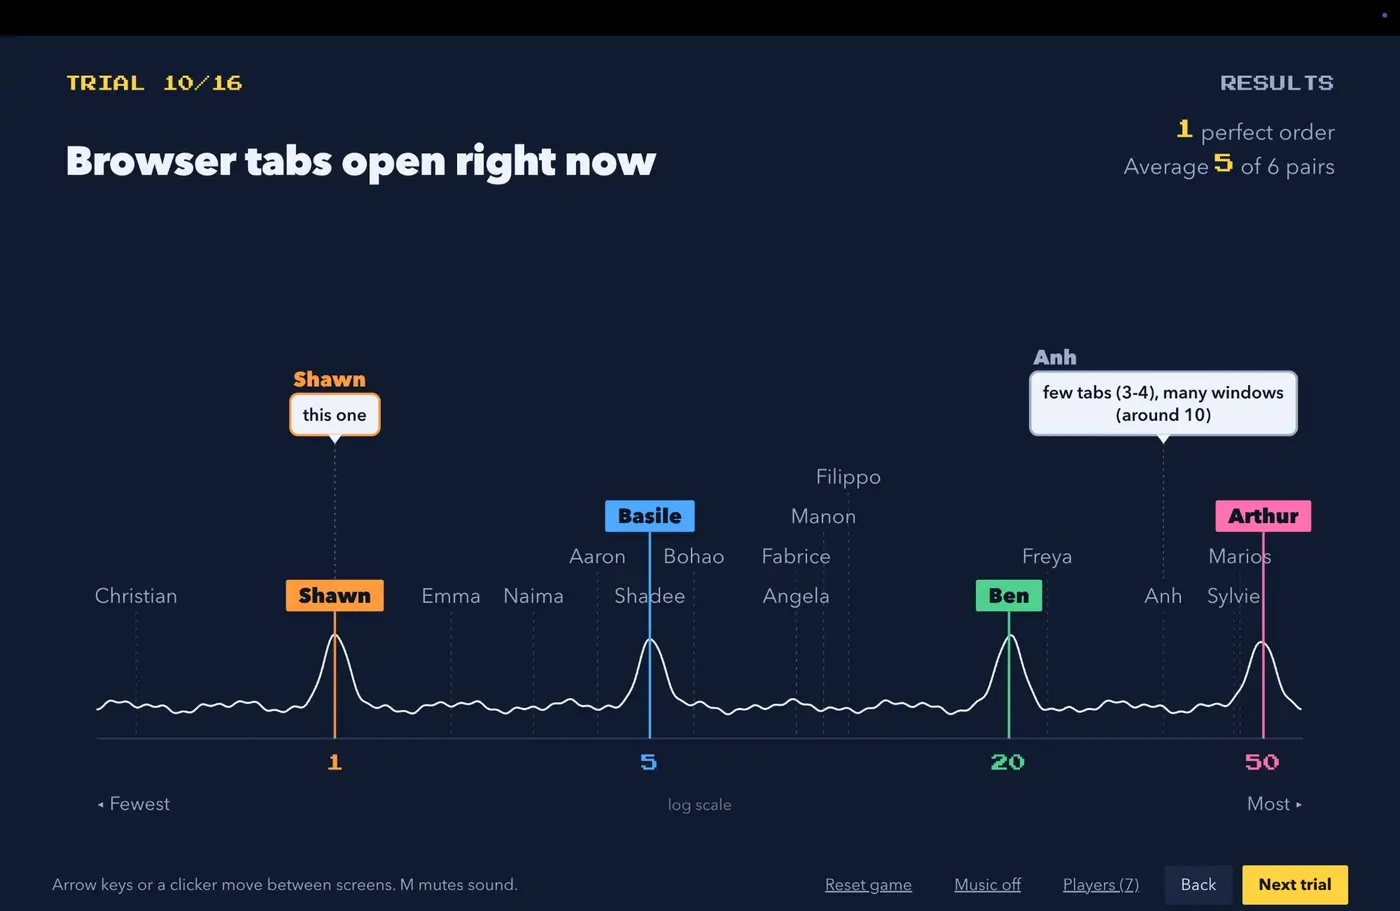 TRIAL 10/16
RESULTS
1 perfect order
Average 5 of 6 pairs
Browser tabs open right now
Anh
few tabs (3-4), many windows
(around 10)
Shawn
this one
Filippo
Basile
Manon
Arthur
Aaron
Bohao
Fabrice
Freya
Marios
Christian
Shawn
Emma
Naima
Shadee
Angela
Ben
Anh
Sylvie
1
5
20
50
◂ Fewest
log scale
Most ▸
Arrow keys or a clicker move between screens. M mutes sound.
Reset game
Music off
Players (7)
Back
Next trial